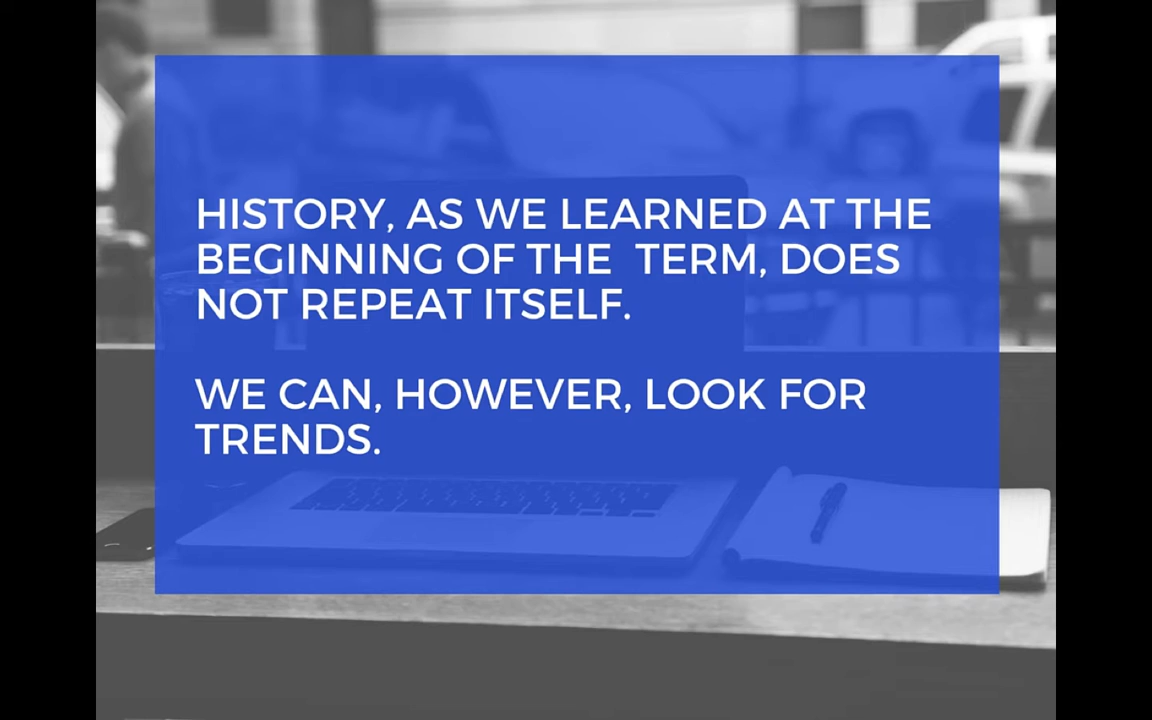 HISTORY, AS WE LEARNED AT THE
BEGINNING OF THE  TERM, DOES
NOT REPEAT ITSELF.
WE CAN, HOWEVER, LOOK FOR
TRENDS.